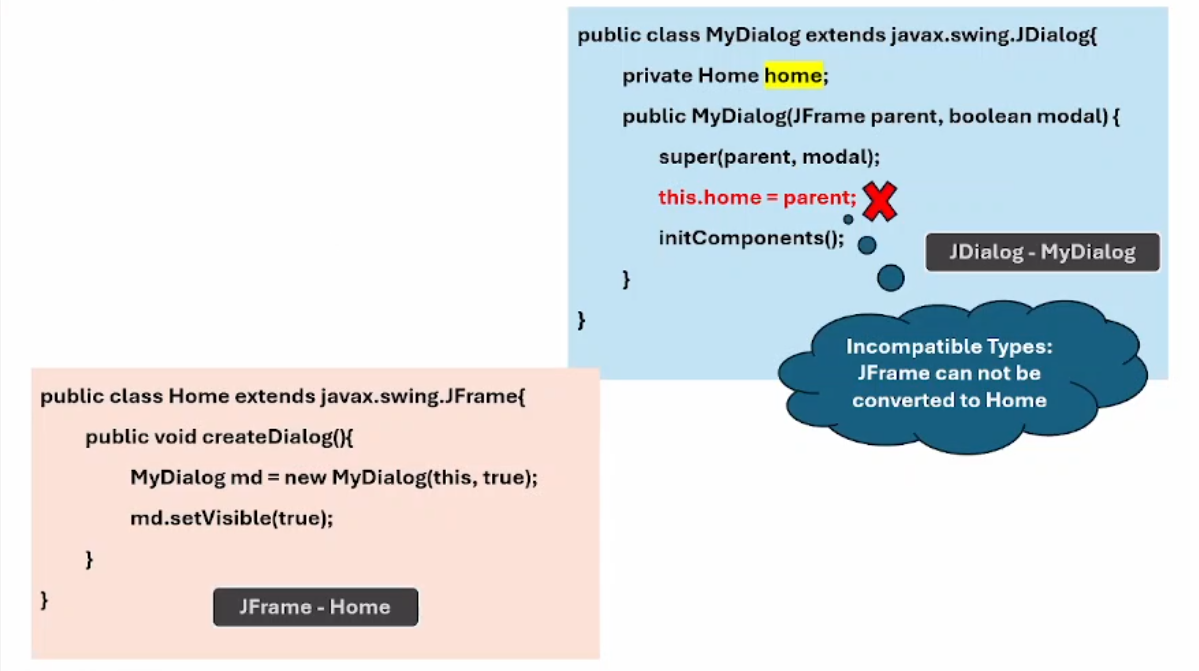 public class MyDialog extends javax.swing.JDialog{
private Home home;
public MyDialog(JFrame parent, boolean modal) {
super(parent, modal);
this.home = parent;
initComponents();
}
}
JDialog - MyDialog
Incompatible Types:
JFrame can not be
converted to Home
public class Home extends javax.swing.JFrame{
public void createDialog(){
MyDialog md = new MyDialog(this, true);
md.setVisible(true);
}
}
JFrame - Home